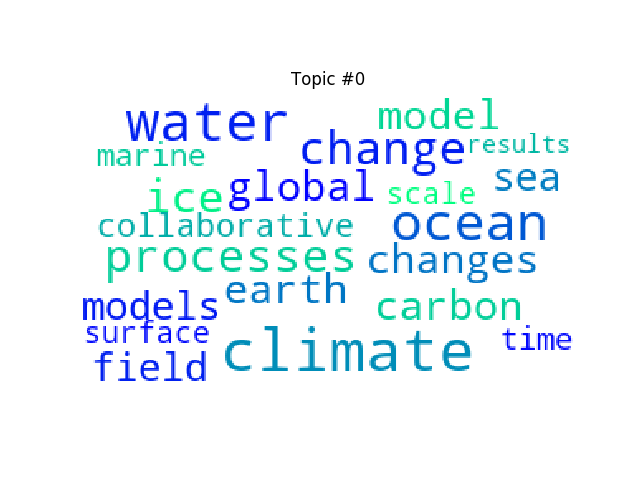 Topic #0
water
model
change
results
marine
sea
global
scale
ice
collaborative
ocean
processes
changes
earth
models
carbon
surface
time
climate
field